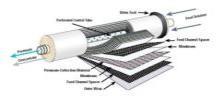 Brine Seal
Perforated Central Tube
Feed Channel
Feed Channel Spacer
Membrane
Permeate
Concentrate
Permeate Collection Material
Membrane
Feed Channel Spacer
Outer Wrap